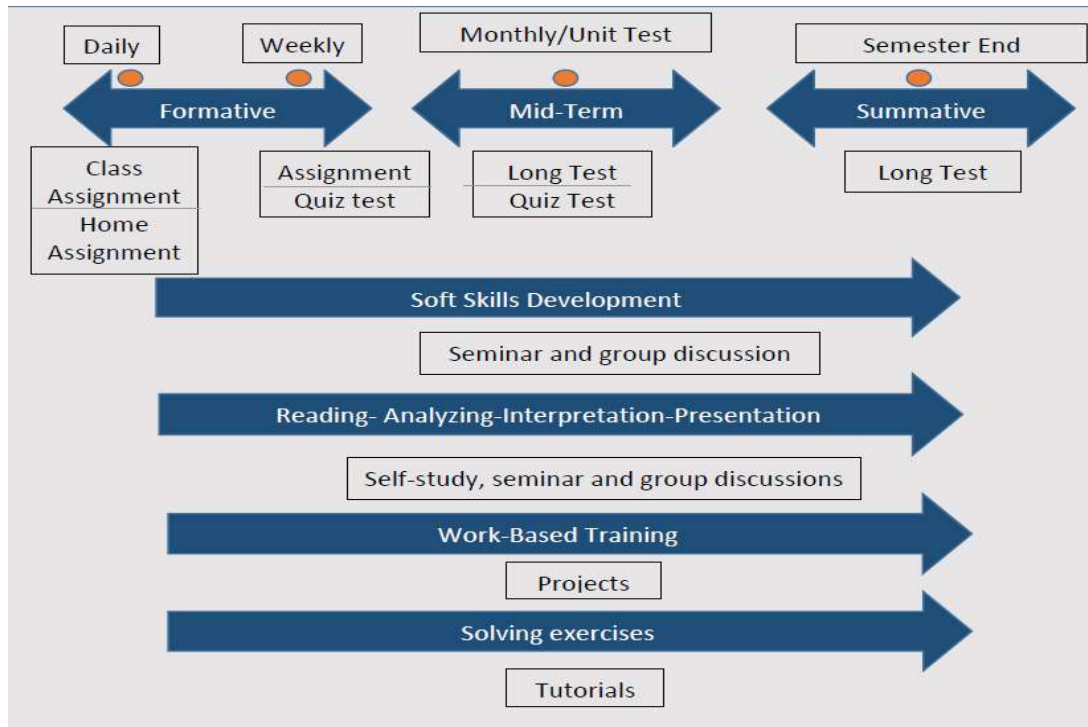 Daily
Weekly
Monthly/Unit Test
Semester End
Formative
Mid-Term
Summative
Class
Assignment
Home
Assignment
Assignment
Quiz test
Long Test
Quiz Test
Long Test
Soft Skills Development
Seminar and group discussion
Reading- Analyzing-Interpretation-Presentation
Self-study, seminar and group discussions
Work-Based Training
Projects
Solving exercises
Tutorials